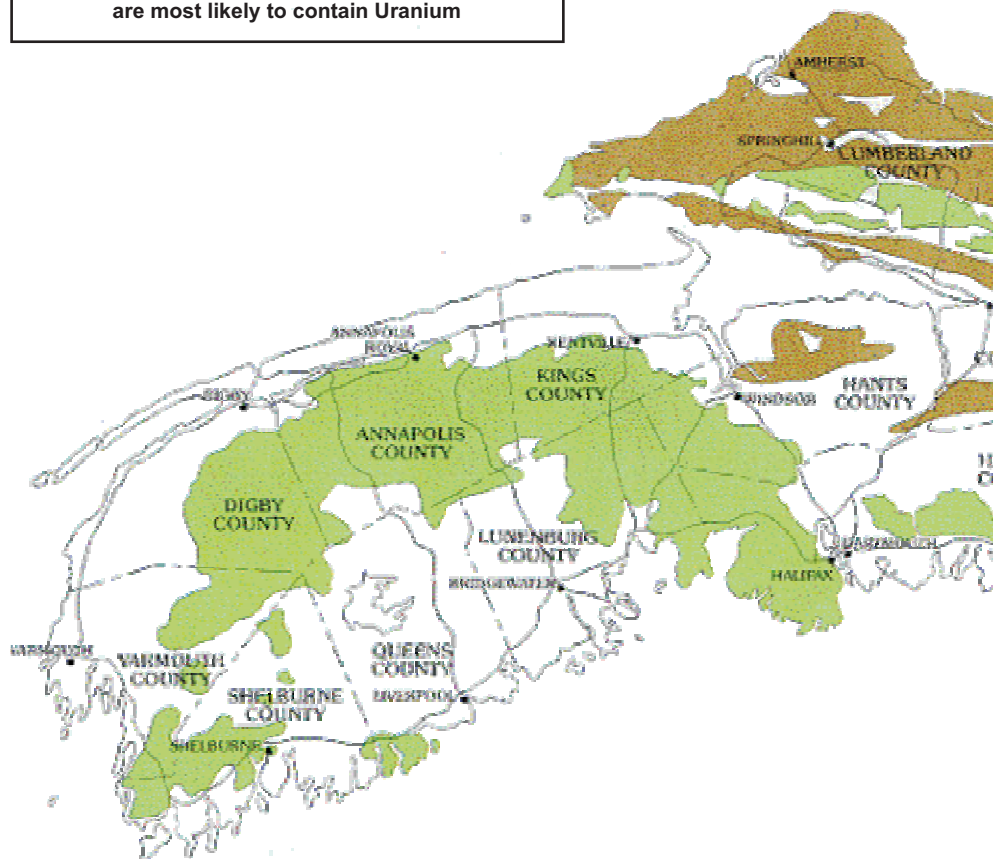 are most likely to contain Uranium
AMHERST
SPRINGHILL
CUMBERLAND
COUNTY
ANNAPOLIS
ROYAL
KENTVILLE
KINGS
COUNTY
HANTS
COUNTY
DIGBY
WINDSOR
ANNAPOLIS
COUNTY
DIGBY
COUNTY
LUNENBURG
COUNTY
DARTMOUTH
HALIFAX
BRIDGEWATER
YARMOUTH
YARMOUTH
COUNTY
QUEENS
COUNTY
SHELBURNE
COUNTY
LIVERPOOL
SHELBURNE